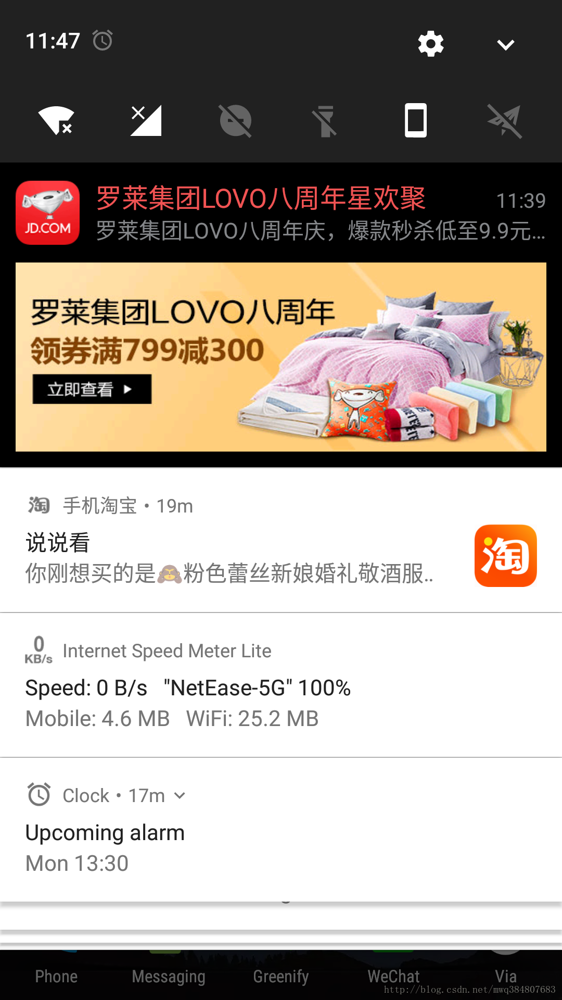 11:47
JD.COM
罗莱集团LOVO八周年星欢聚
11:39
罗莱集团LOVO八周年庆，爆款秒杀低至9.9元...
罗莱集团LOVO八周年
领券满799减300
立即查看
淘 手机淘宝 • 19m
说说看
你刚想买的是🙈粉色蕾丝新娘婚礼敬酒服..
淘
0
KB/s
Internet Speed Meter Lite
Speed: 0 B/s "NetEase-5G" 100%
Mobile: 4.6 MB WiFi: 25.2 MB
Clock • 17m
Upcoming alarm
Mon 13:30
Phone Messaging Greenify WeChat Via
http://blog.csdn.net/mwq384807683